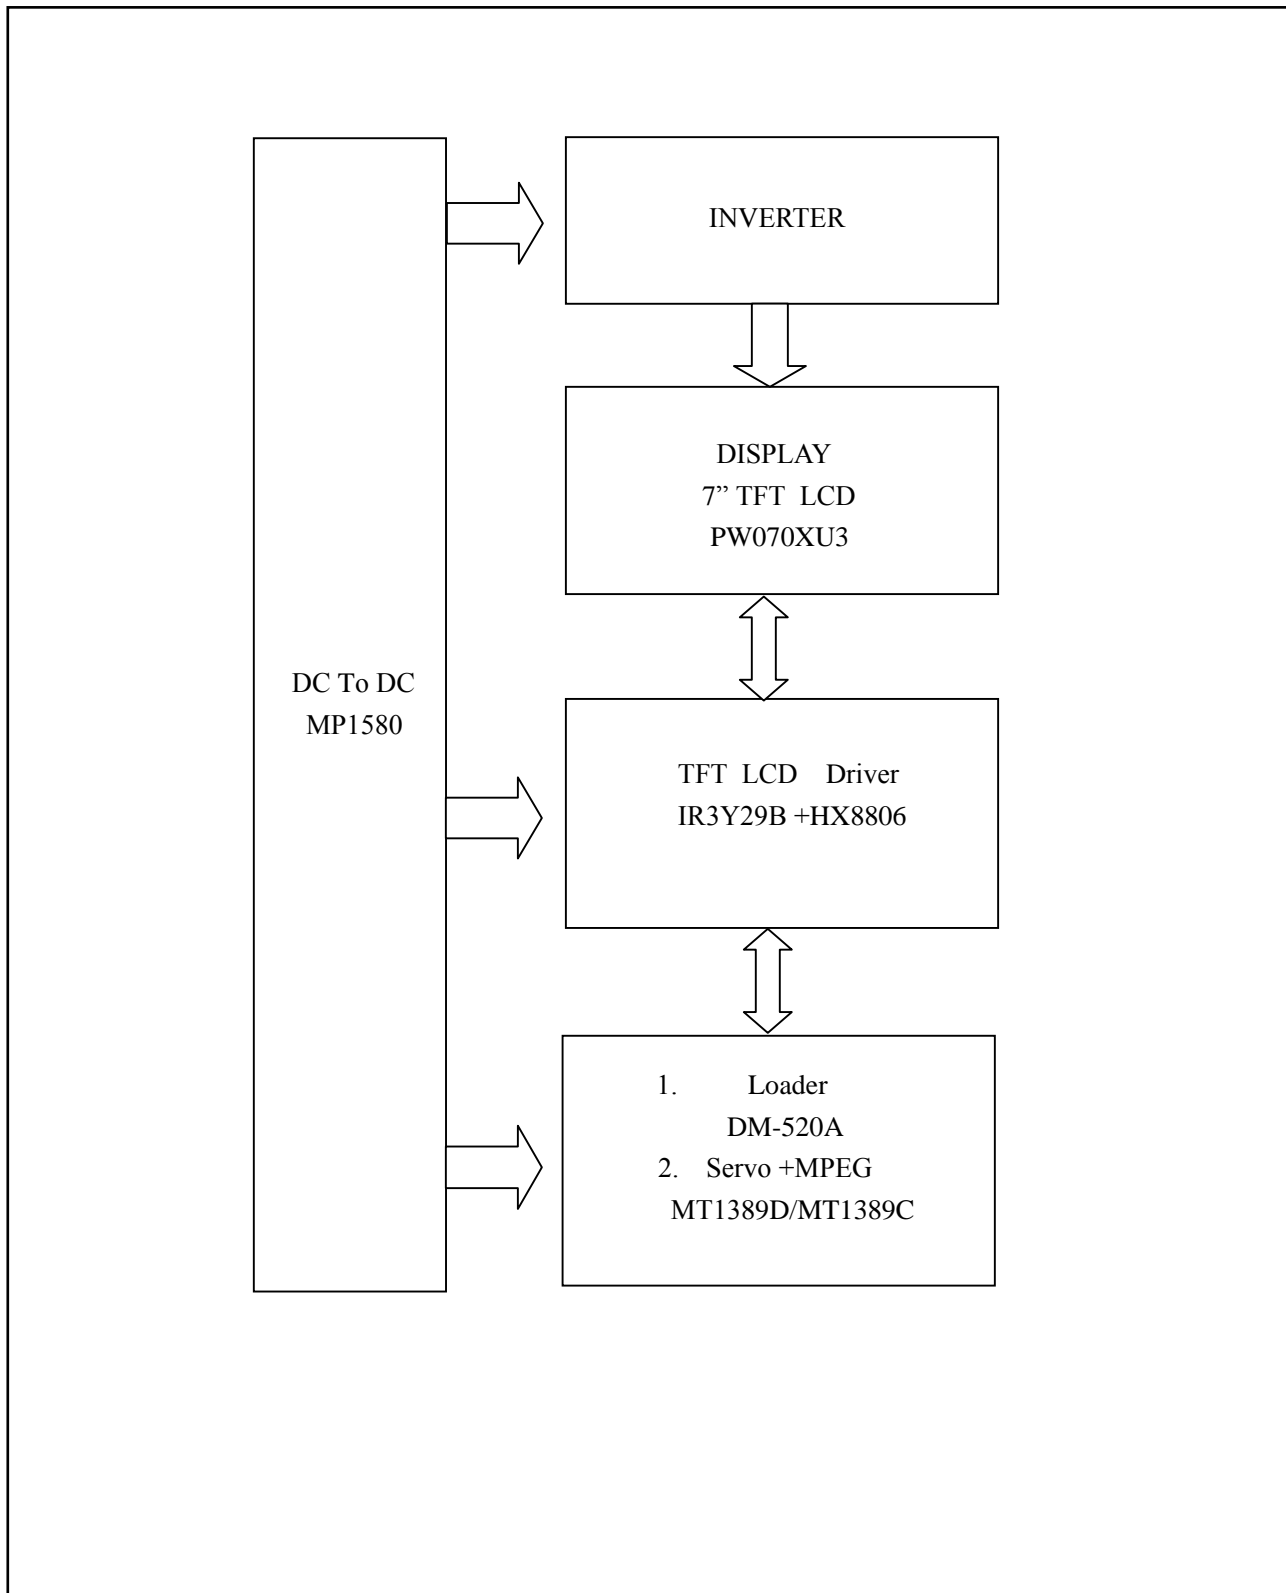 INVERTER
DISPLAY
7” TFT LCD
PW070XU3
DC To DC
MP1580
TFT LCD Driver
IR3Y29B +HX8806
1. Loader
DM-520A
2. Servo +MPEG
MT1389D/MT1389C